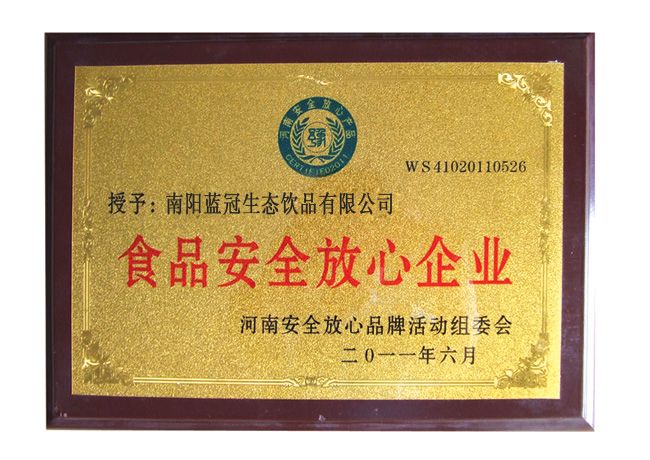 河南安全放心产品
CERTIFIED2011
WS41020110526
授予：南阳蓝冠生态饮品有限公司
食品安全放心企业
河南安全放心品牌活动组委会
二0一一年六月